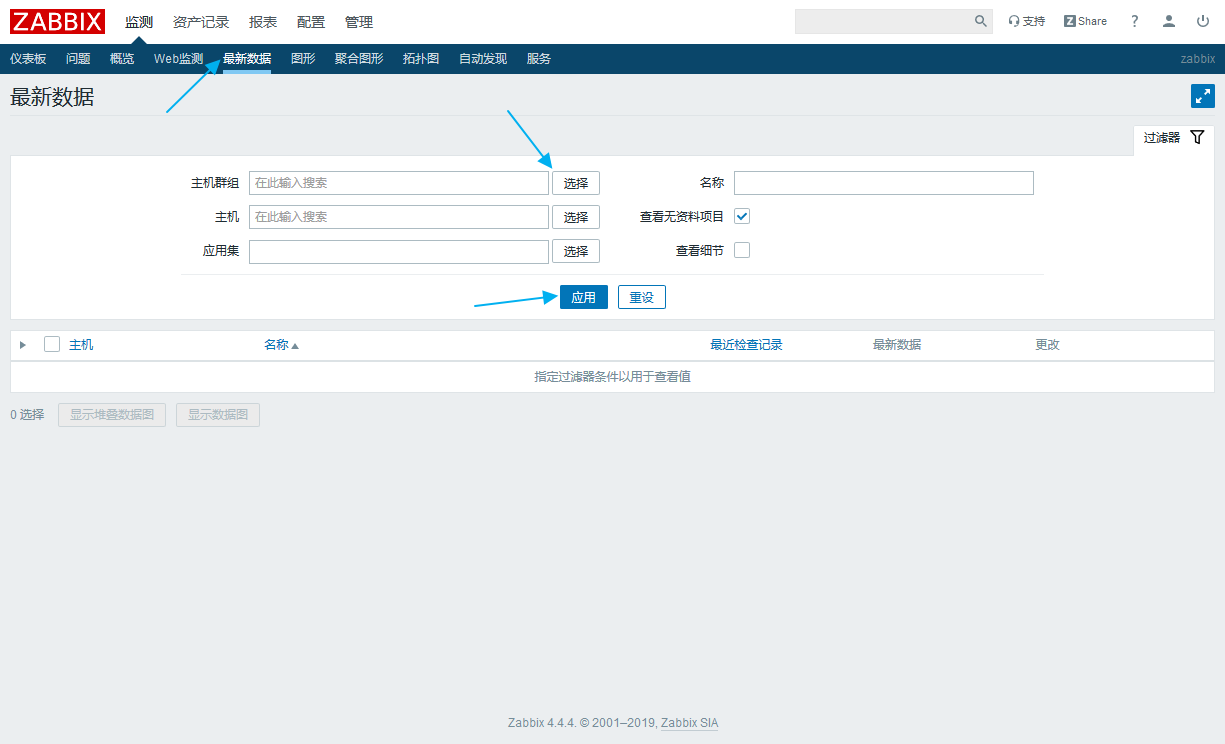 ZABBIX 监测 资产记录 报表 配置 管理 支持 Z Share ?
仪表板 问题 概览 Web监测 最新数据 图形 聚合图形 拓扑图 自动发现 服务 zabbix
最新数据
过滤器
主机群组 在此输入搜索 选择 名称
主机 在此输入搜索 选择 查看无资料项目
应用集 选择 查看细节
应用 重设
主机 名称 最近检查记录 最新数据 更改
指定过滤器条件以用于查看值
0 选择 显示堆叠数据图 显示数据图
Zabbix 4.4.4. © 2001–2019, Zabbix SIA